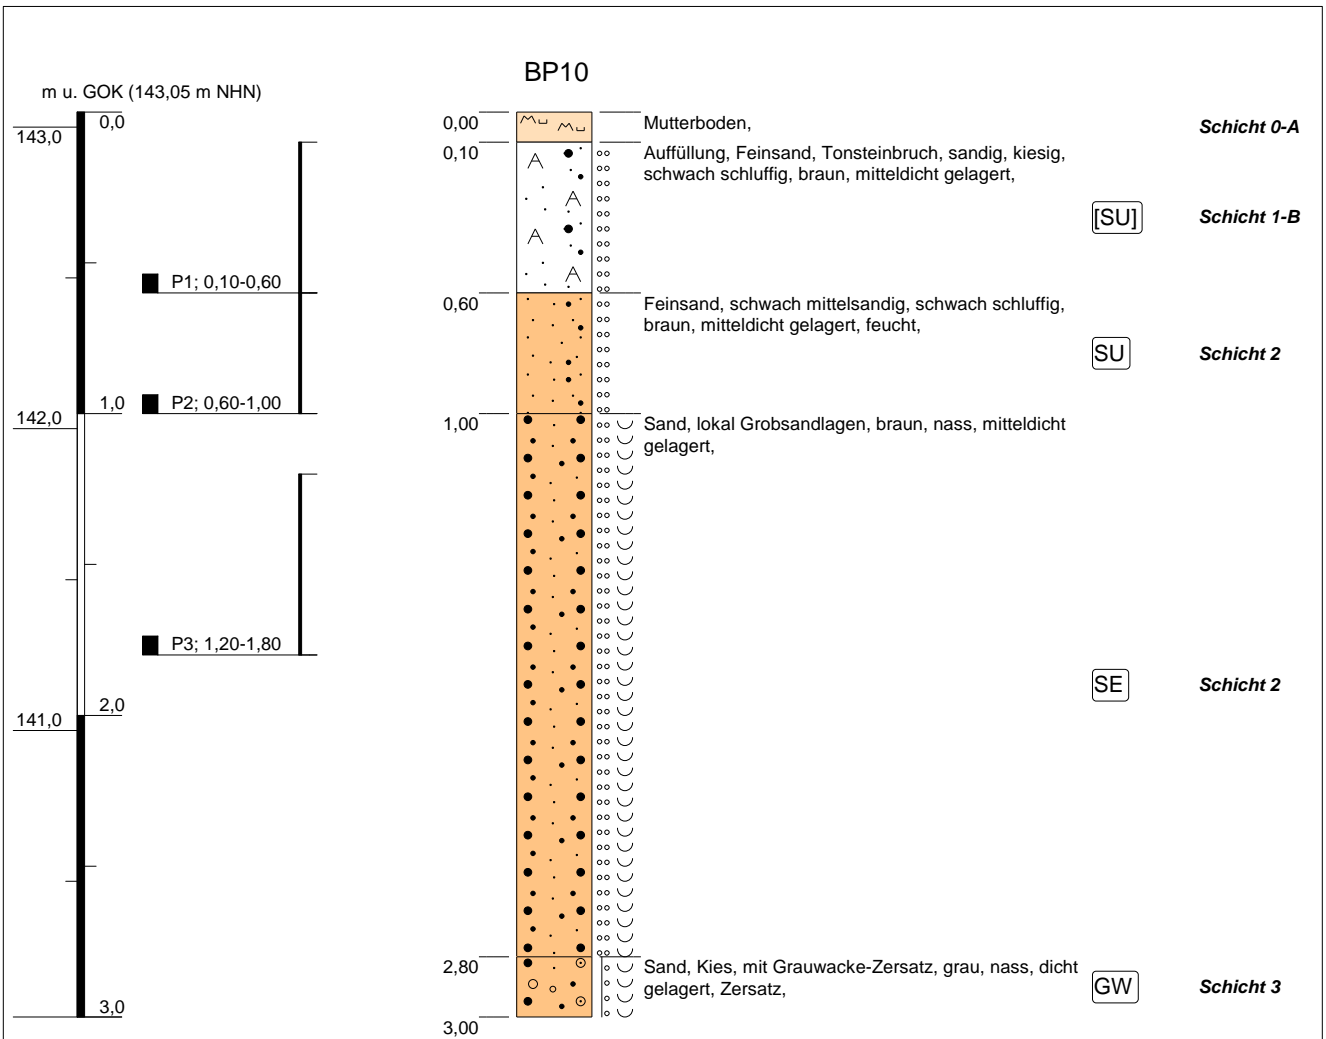 BP10
m u. GOK (143,05 m NHN)
0,0
143,0
0,00
Mutterboden,
Schicht 0-A
0,10
Auffüllung, Feinsand, Tonsteinbruch, sandig, kiesig,
schwach schluffig, braun, mitteldicht gelagert,
[SU]
Schicht 1-B
P1; 0,10-0,60
0,60
Feinsand, schwach mittelsandig, schwach schluffig,
braun, mitteldicht gelagert, feucht,
SU
Schicht 2
1,0
P2; 0,60-1,00
142,0
1,00
Sand, lokal Grobsandlagen, braun, nass, mitteldicht
gelagert,
P3; 1,20-1,80
SE
Schicht 2
2,0
141,0
2,80
Sand, Kies, mit Grauwacke-Zersatz, grau, nass, dicht
gelagert, Zersatz,
GW
Schicht 3
3,0
3,00